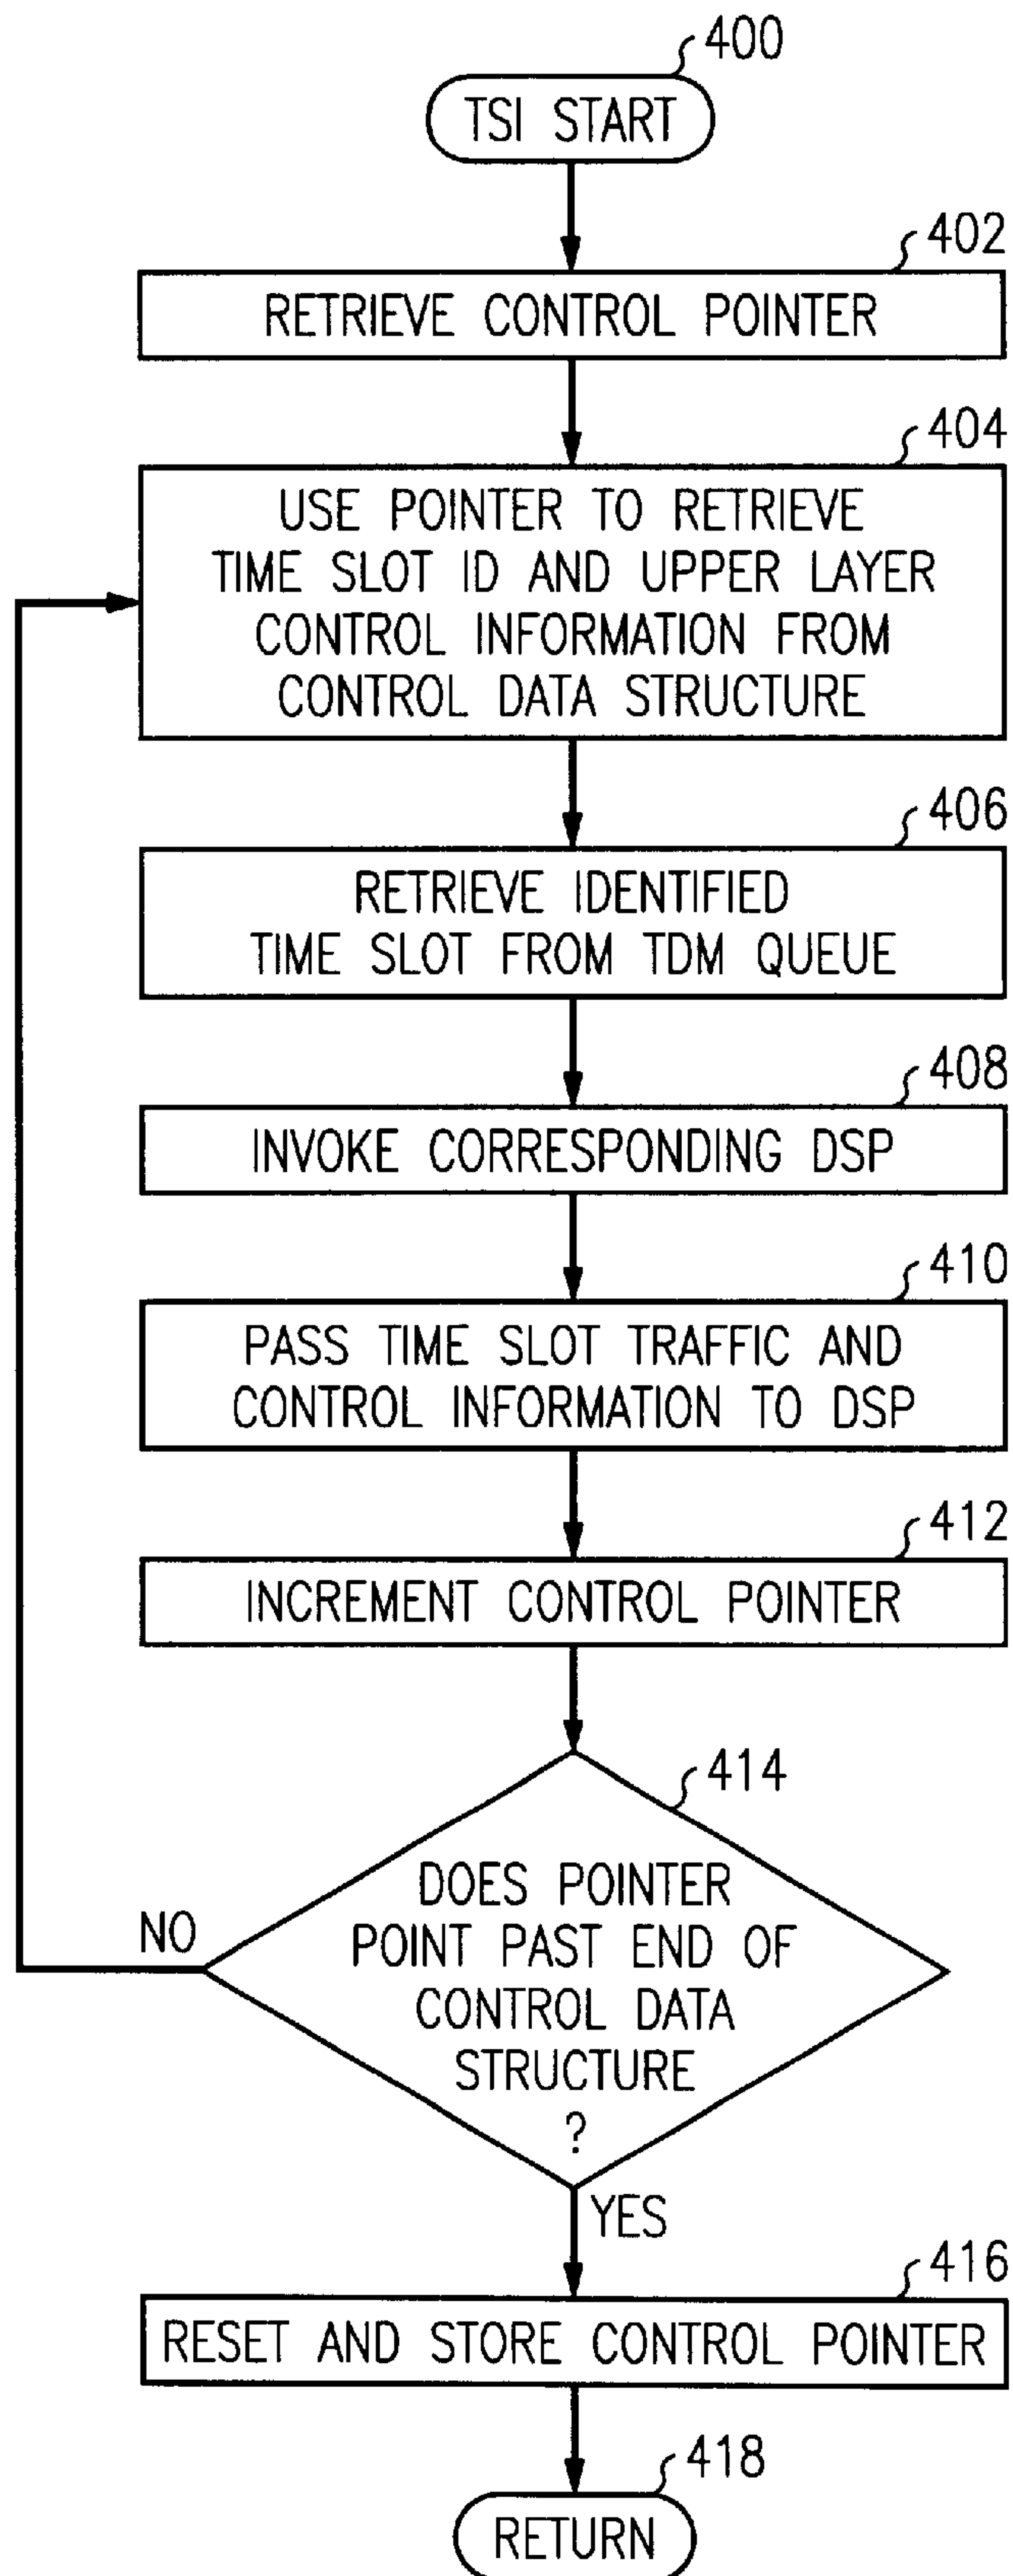 400
TSI START
402
RETRIEVE CONTROL POINTER
404
USE POINTER TO RETRIEVE
TIME SLOT ID AND UPPER LAYER
CONTROL INFORMATION FROM
CONTROL DATA STRUCTURE
406
RETRIEVE IDENTIFIED
TIME SLOT FROM TDM QUEUE
408
INVOKE CORRESPONDING DSP
410
PASS TIME SLOT TRAFFIC AND
CONTROL INFORMATION TO DSP
412
INCREMENT CONTROL POINTER
414
DOES POINTER
POINT PAST END OF
CONTROL DATA
STRUCTURE
?
NO
YES
416
RESET AND STORE CONTROL POINTER
418
RETURN